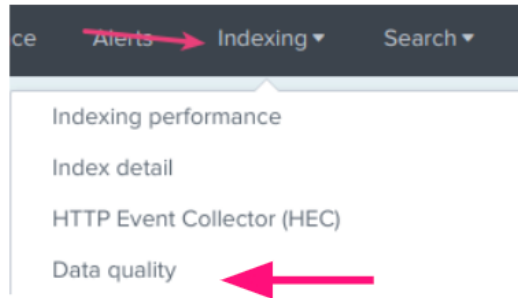 ce Alerts Indexing ▾ Search ▾
Indexing performance
Index detail
HTTP Event Collector (HEC)
Data quality